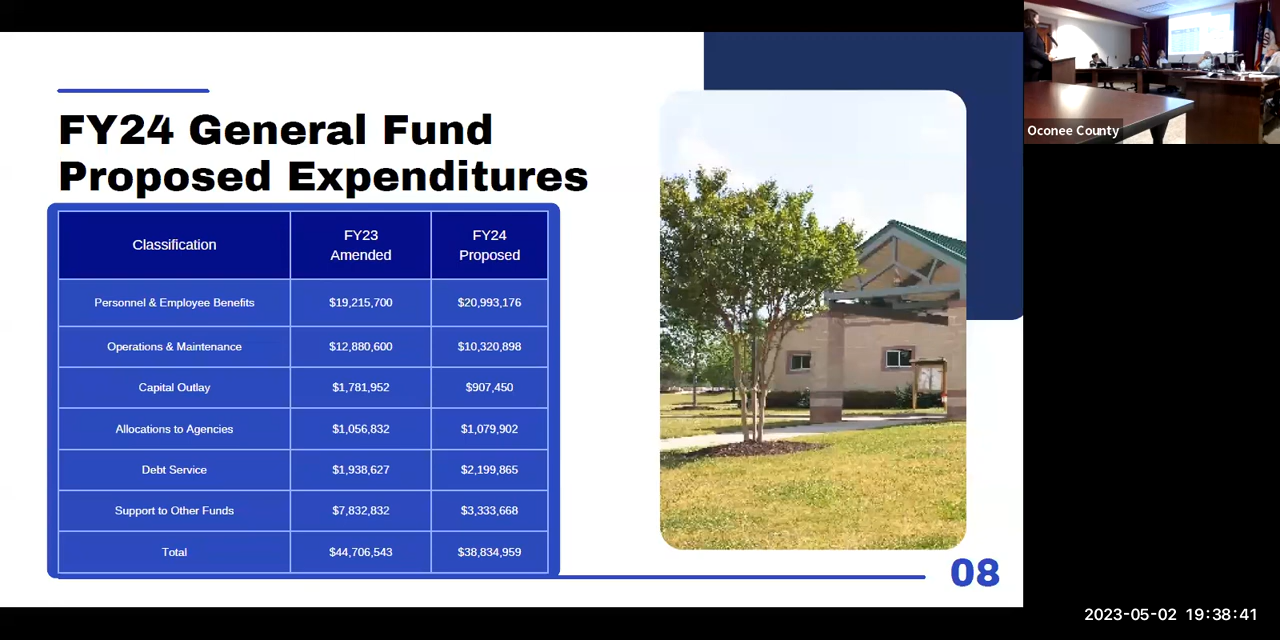 FY24 General Fund
Proposed Expenditures
Classification
FY23
Amended
FY24
Proposed
Personnel & Employee Benefits
$19,215,700
$20,993,176
Operations & Maintenance
$12,880,600
$10,320,898
Capital Outlay
$1,781,952
$907,450
Allocations to Agencies
$1,056,832
$1,079,902
Debt Service
$1,938,627
$2,199,865
Support to Other Funds
$7,832,832
$3,333,668
Total
$44,706,543
$38,834,959
08
Oconee County
2023-05-02 19:38:41